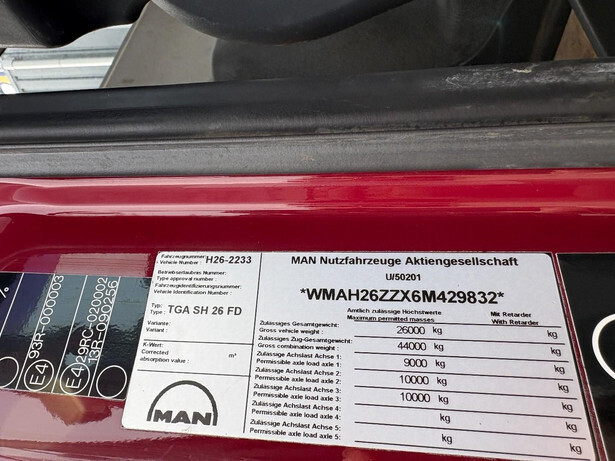 %
E4 93R-000003
E4 29RC-020002
13R-090256
Fahrzeugnummer:
Vehicle Number: H26-2233
Betriebserlaubnis Nummer:
Type approval number:
Fahrzeugidentifizierungsnummer:
Vehicle Identification Number:
Typ:
Type: TGA SH 26 FD
Variante:
Variant:
K-Wert:
Corrected m³
absorption value:
MAN
MAN Nutzfahrzeuge Aktiengesellschaft
U/50201
*WMAH26ZZX6M429832*
Amtlich zulässige Höchstwerte Mit Retarder
Maximum permitted masses With Retarder
Zulässiges Gesamtgewicht:
Gross vehicle weight: 26000 kg kg
Zulässiges Zug-Gesamtgewicht:
Gross combination weight: 44000 kg kg
Zulässige Achslast Achse 1:
Permissible axle load axle 1: 9000 kg kg
Zulässige Achslast Achse 2:
Permissible axle load axle 2: 10000 kg kg
Zulässige Achslast Achse 3:
Permissible axle load axle 3: 10000 kg kg
Zulässige Achslast Achse 4:
Permissible axle load axle 4: kg kg
Zulässige Achslast Achse 5:
Permissible axle load axle 5: kg kg